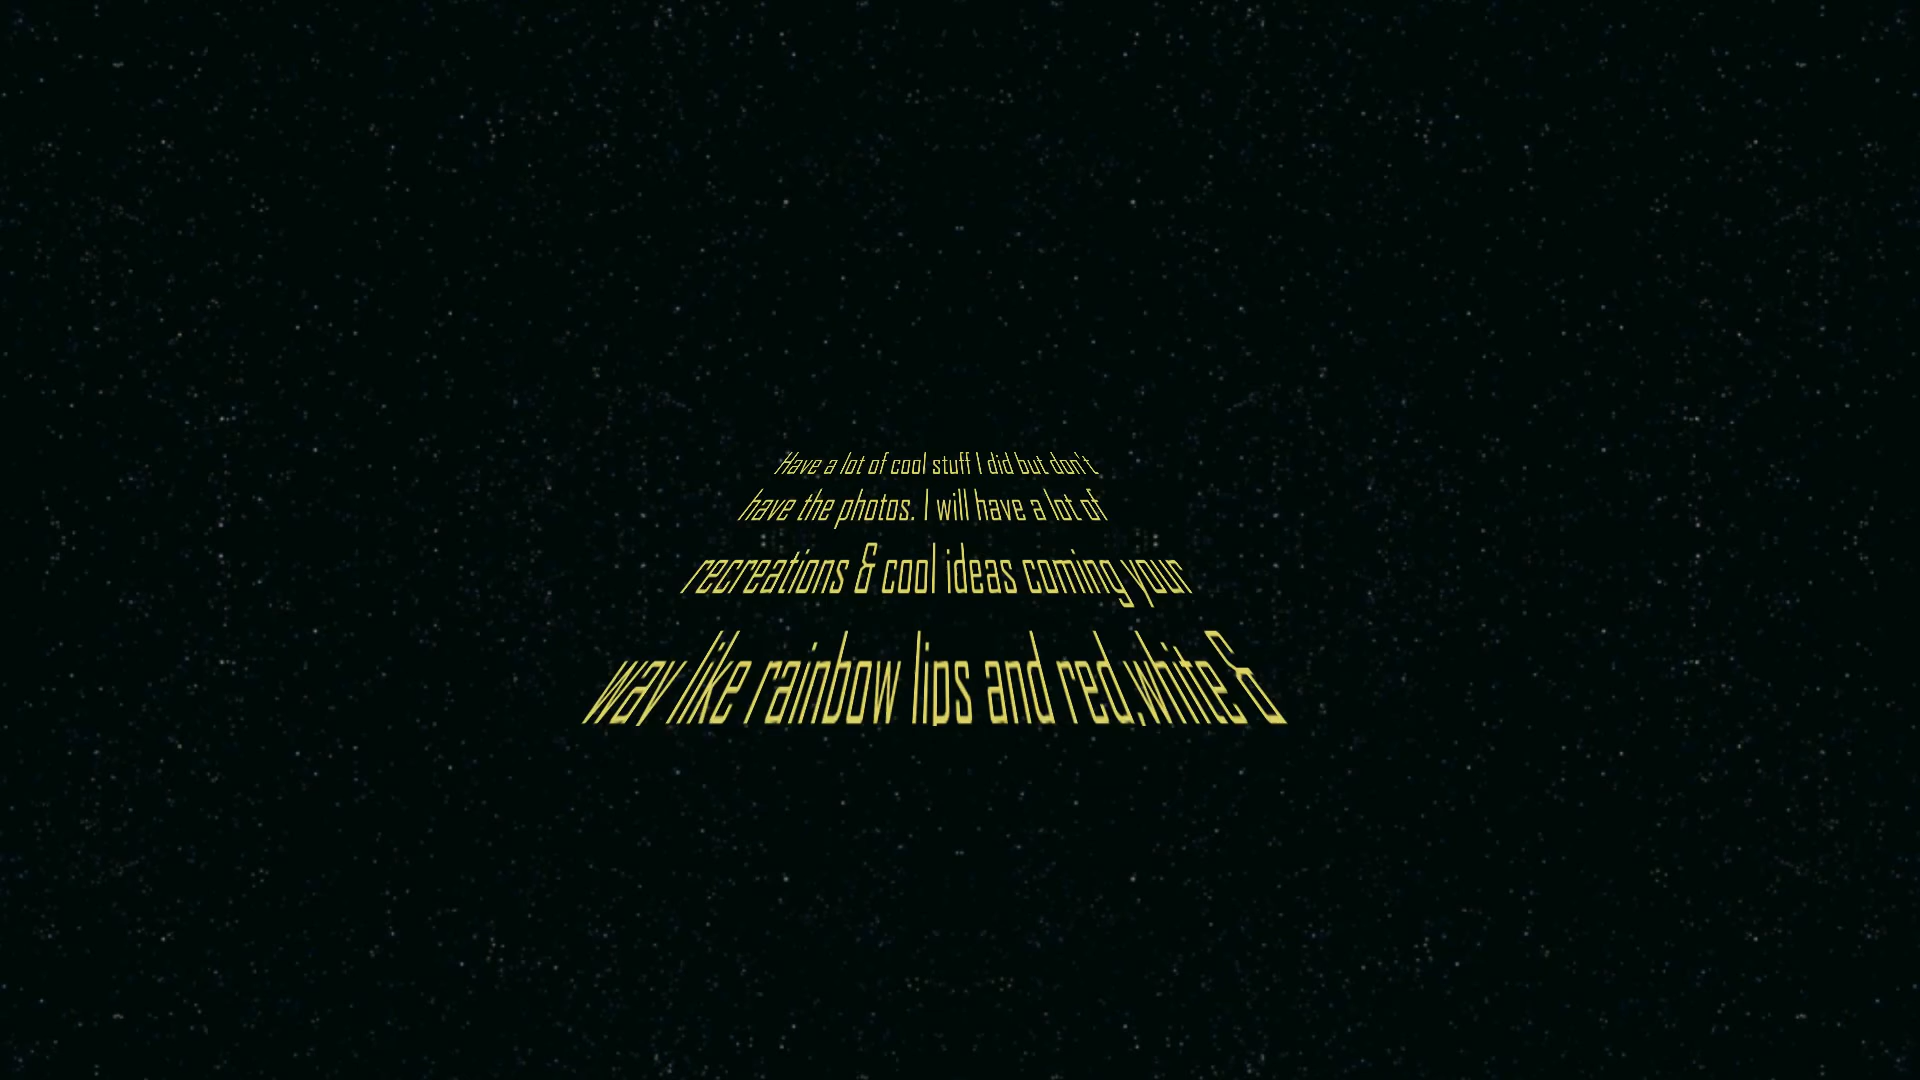 Have a lot of cool stuff I did but don't
have the photos. I will have a lot of
recreations & cool ideas coming your
way like rainbow lips and red,white &